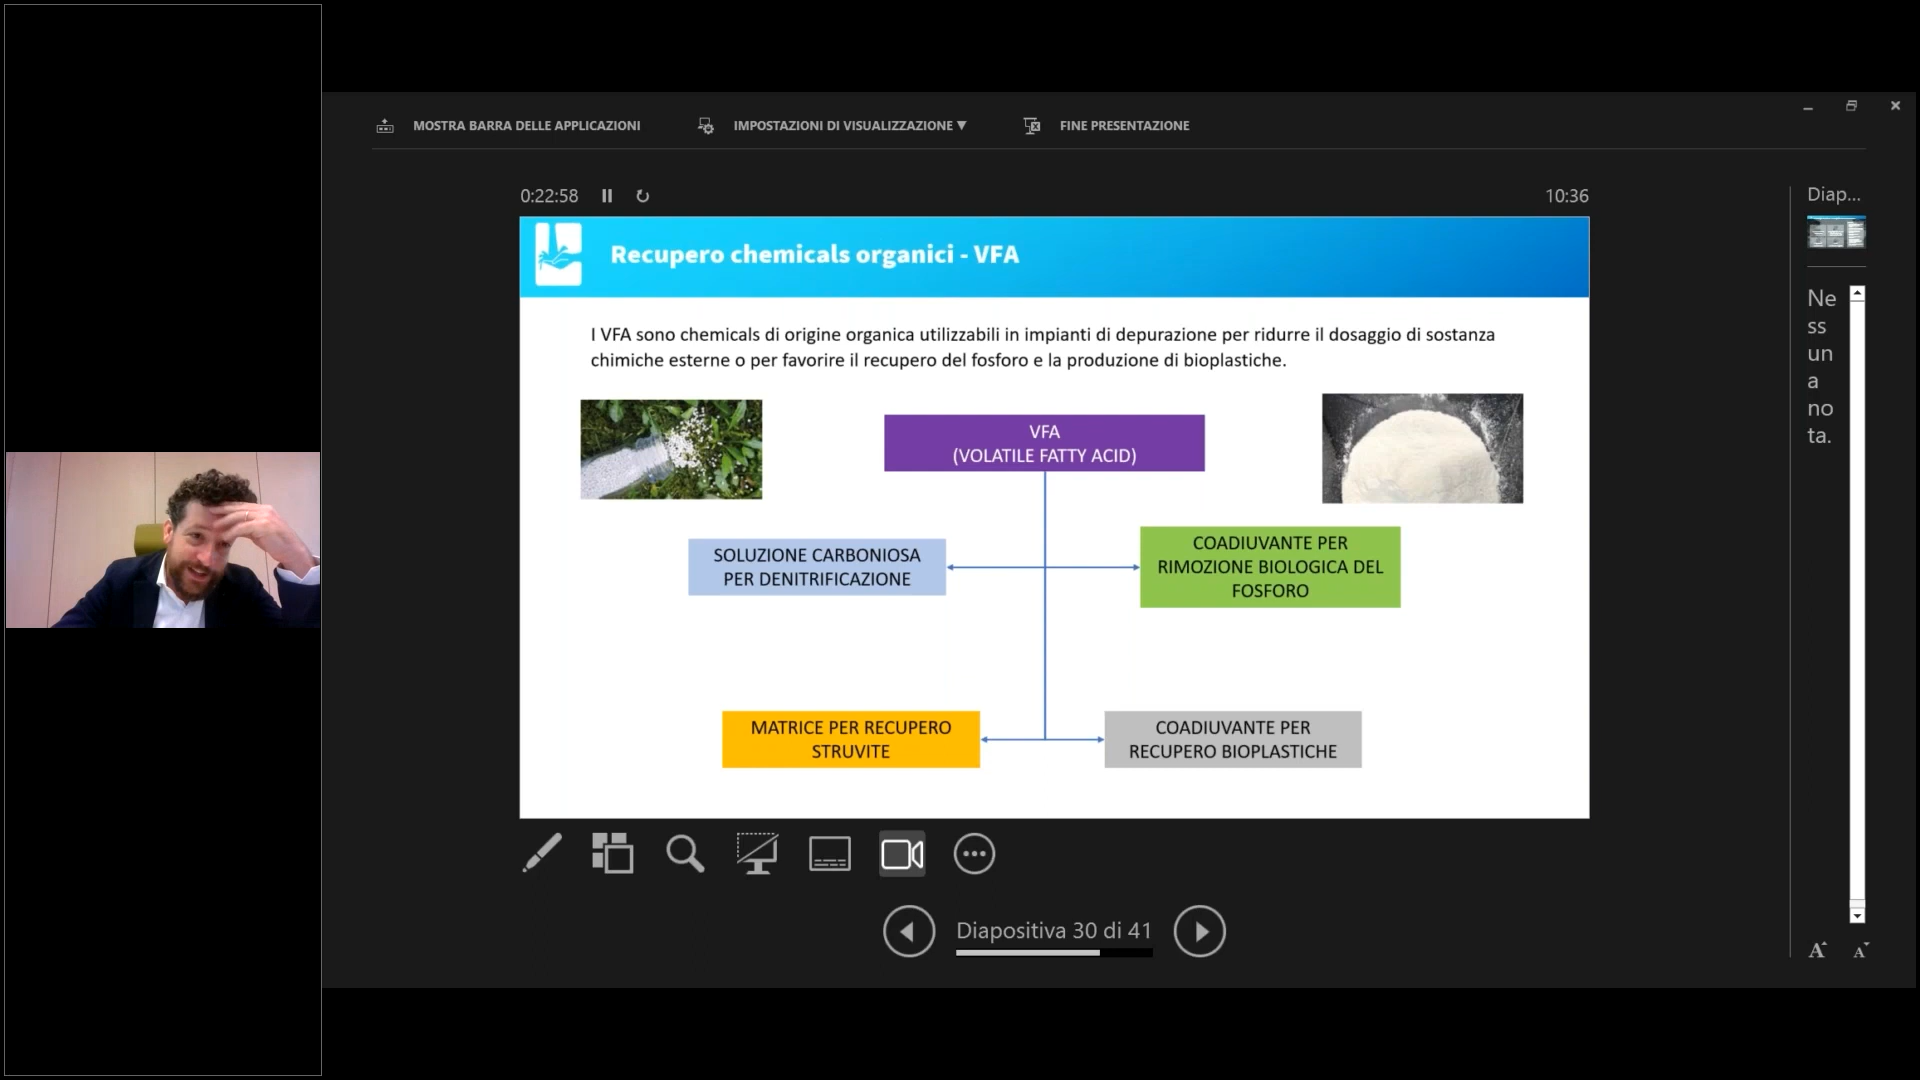 MOSTRA BARRA DELLE APPLICAZIONI
IMPOSTAZIONI DI VISUALIZZAZIONE
FINE PRESENTAZIONE
0:22:58
10:36
Diap...
Recupero chemicals organici - VFA
I VFA sono chemicals di origine organica utilizzabili in impianti di depurazione per ridurre il dosaggio di sostanza
chimiche esterne o per favorire il recupero del fosforo e la produzione di bioplastiche.
VFA
(VOLATILE FATTY ACID)
SOLUZIONE CARBONIOSA
PER DENITRIFICAZIONE
COADIUVANTE PER
RIMOZIONE BIOLOGICA DEL
FOSFORO
MATRICE PER RECUPERO
STRUVITE
COADIUVANTE PER
RECUPERO BIOPLASTICHE
Ne
ss
un
a
no
ta.
Diapositiva 30 di 41
A A